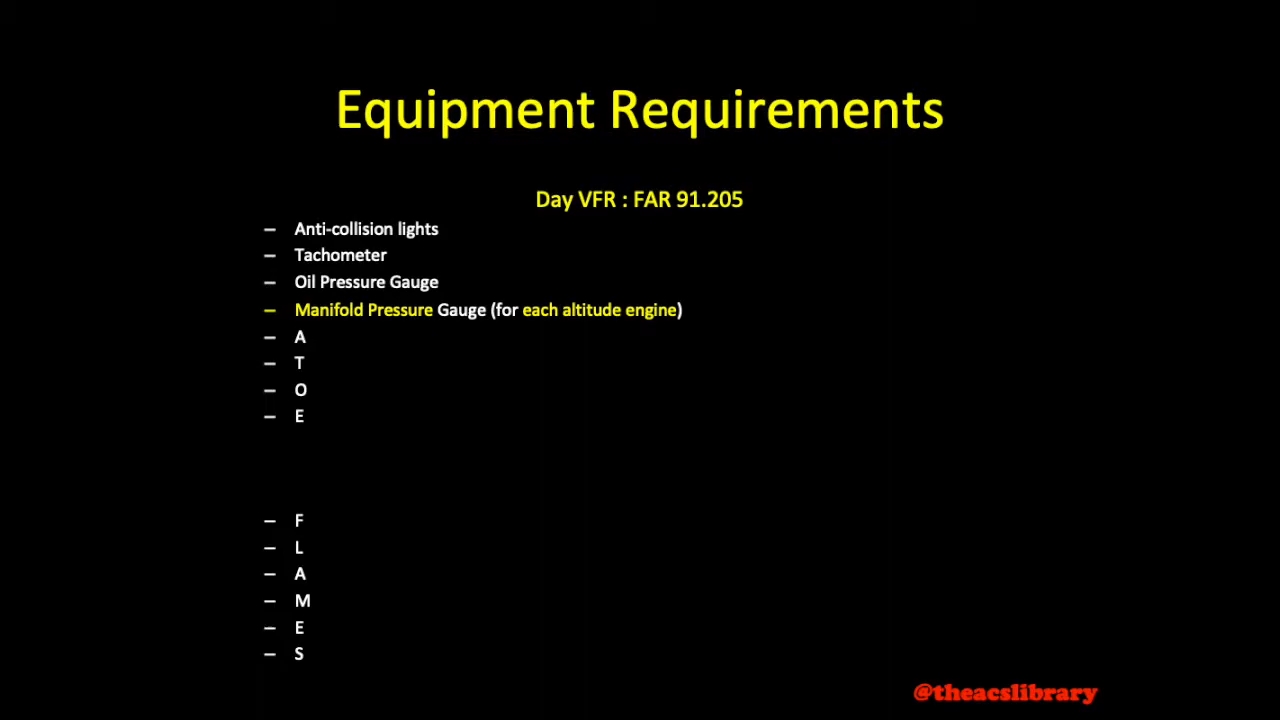 Equipment Requirements
Day VFR : FAR 91.205
– Anti-collision lights
– Tachometer
– Oil Pressure Gauge
– Manifold Pressure Gauge (for each altitude engine)
– A
– T
– O
– E
– F
– L
– A
– M
– E
– S
@theacslibrary